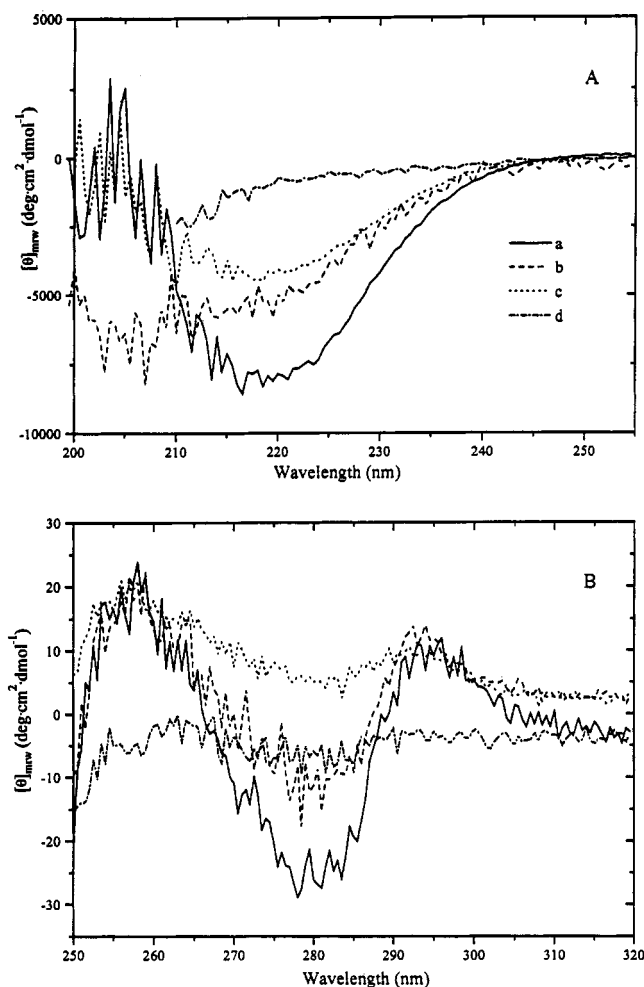 5000
0
-5000
-10000
[θ]mrw (deg·cm²·dmol⁻¹)
A
a
b
c
d
200 210 220 230 240 250
Wavelength (nm)
30
20
10
0
-10
-20
-30
[θ]mrw (deg·cm²·dmol⁻¹)
B
250 260 270 280 290 300 310 320
Wavelength (nm)